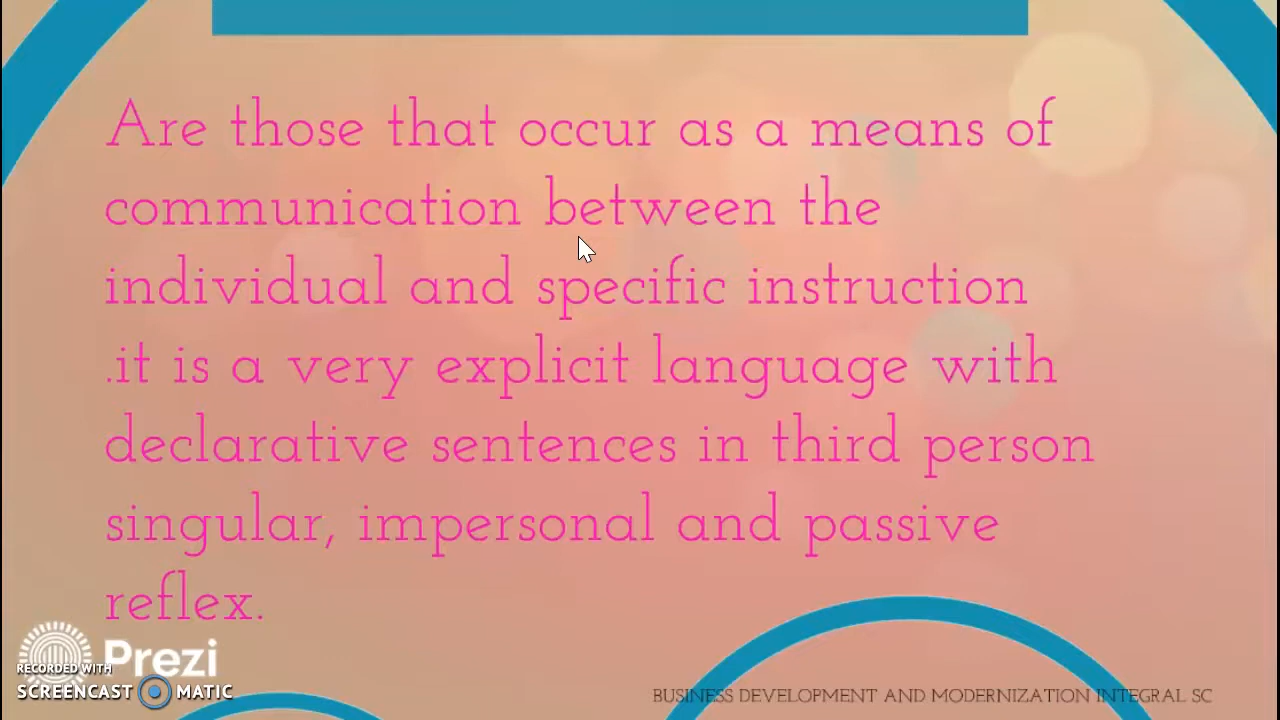 Are those that occur as a means of
communication between the
individual and specific instruction
.it is a very explicit language with
declarative sentences in third person
singular, impersonal and passive
reflex.
Prezi
RECORDED WITH
SCREENCAST MATIC
BUSINESS DEVELOPMENT AND MODERNIZATION INTEGRAL SC